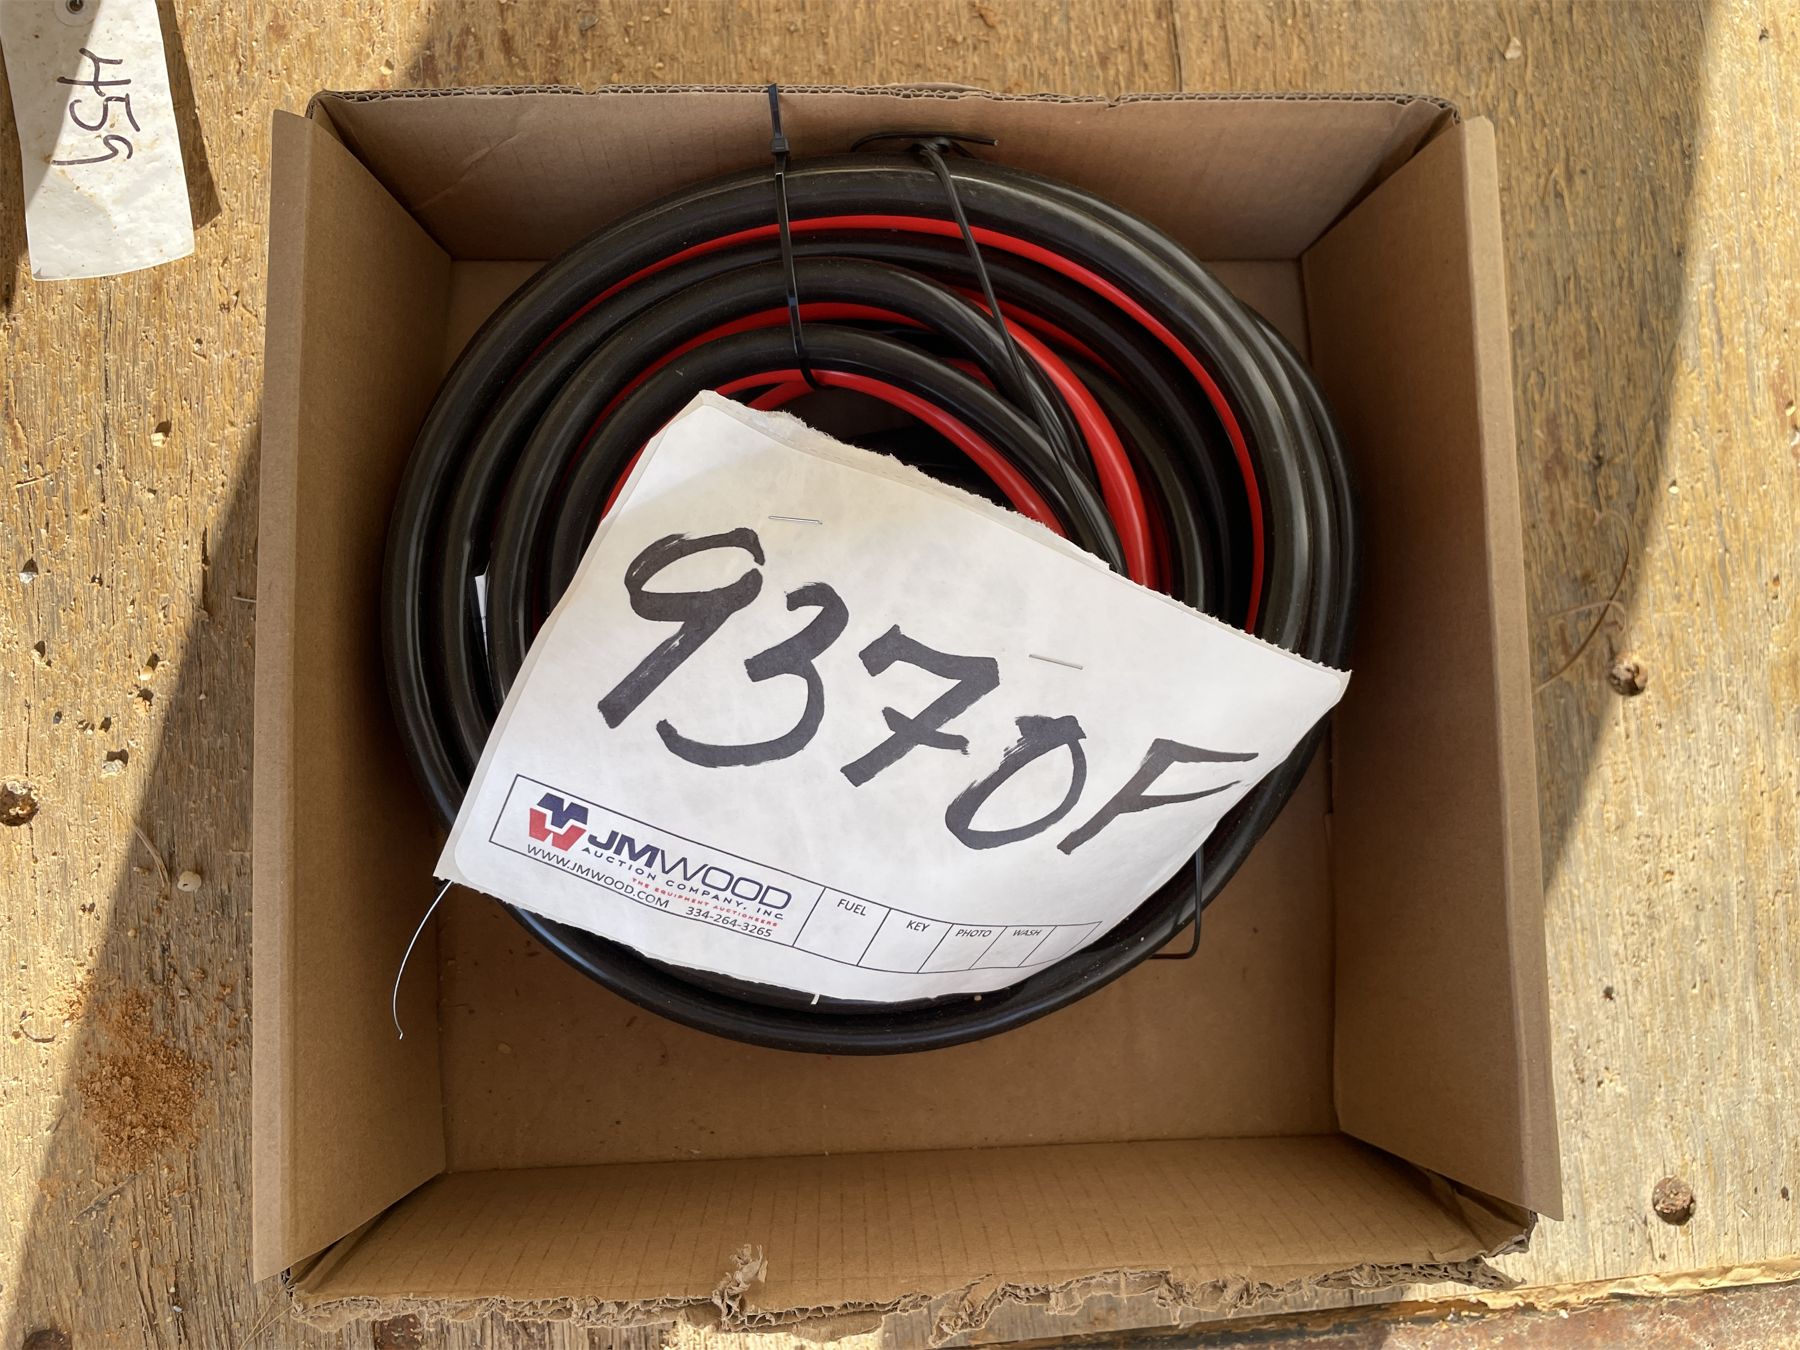 459
9370F
JMWOOD
AUCTION COMPANY, INC
THE EQUIPMENT AUCTIONEERS
WWW.JMWOOD.COM 334-264-3265
FUEL
KEY
PHOTO
WASH